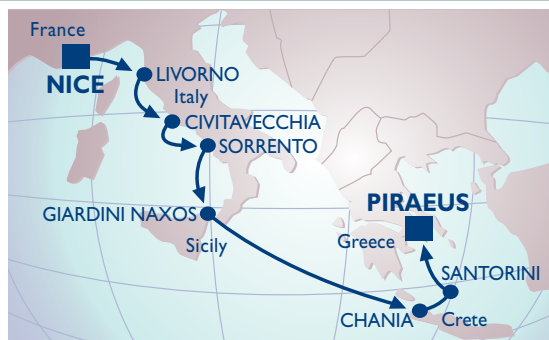 France
NICE
LIVORNO
Italy
CIVITAVECCHIA
SORRENTO
GIARDINI NAXOS
Sicily
PIRAEUS
Greece
SANTORINI
CHANIA
Crete